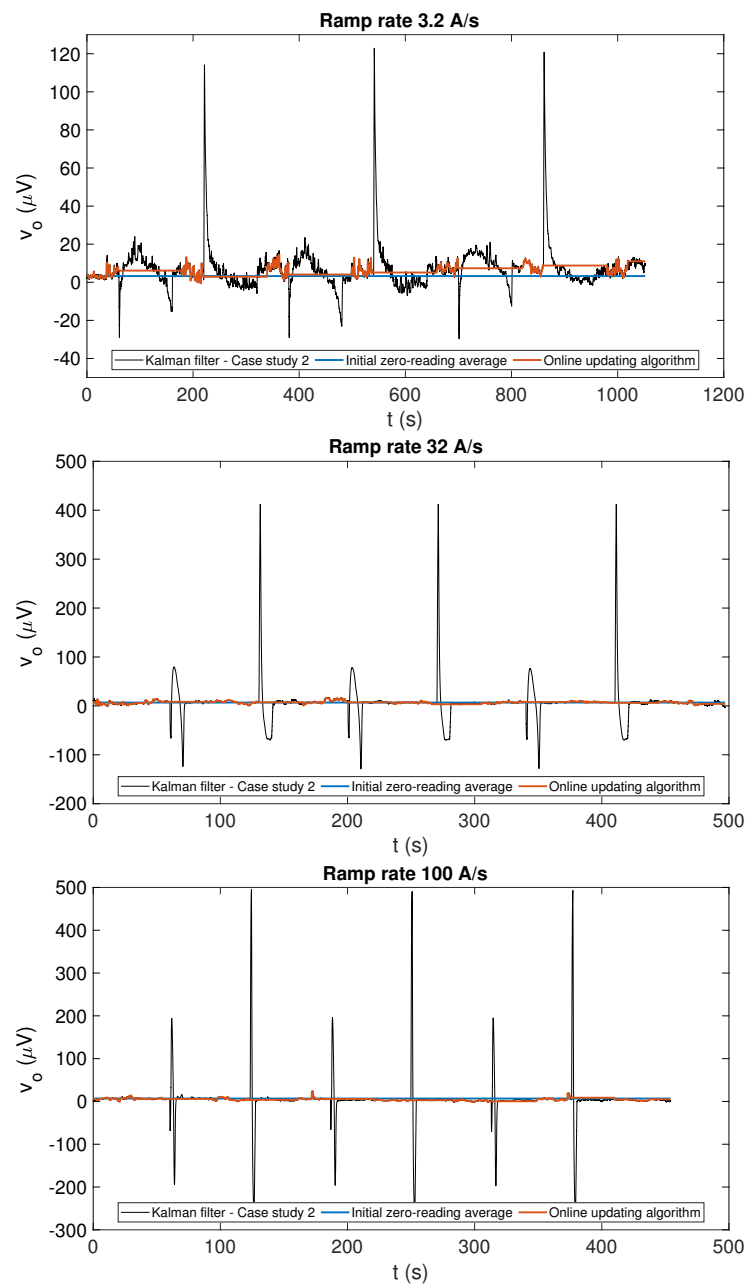 Ramp rate 3.2 A/s
120
100
80
60
40
20
0
-20
-40
v_o (μV)
Kalman filter - Case study 2 Initial zero-reading average Online updating algorithm
0 200 400 600 800 1000 1200
t (s)
Ramp rate 32 A/s
500
400
300
200
100
0
-100
-200
v_o (μV)
Kalman filter - Case study 2 Initial zero-reading average Online updating algorithm
0 100 200 300 400 500
t (s)
Ramp rate 100 A/s
500
400
300
200
100
0
-100
-200
-300
v_o (μV)
Kalman filter - Case study 2 Initial zero-reading average Online updating algorithm
0 100 200 300 400 500
t (s)